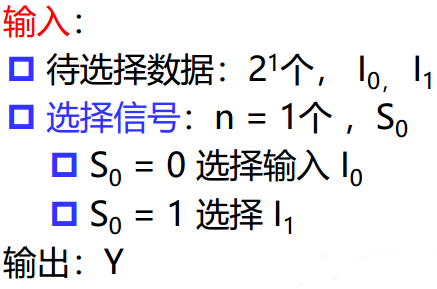 输入：
待选择数据：2¹个， I₀， I₁
选择信号：n = 1个 ，S₀
S₀ = 0 选择输入 I₀
S₀ = 1 选择 I₁
输出：Y